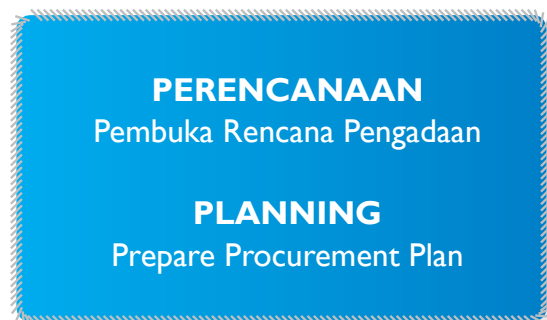 PERENCANAAN
Pembuka Rencana Pengadaan
PLANNING
Prepare Procurement Plan